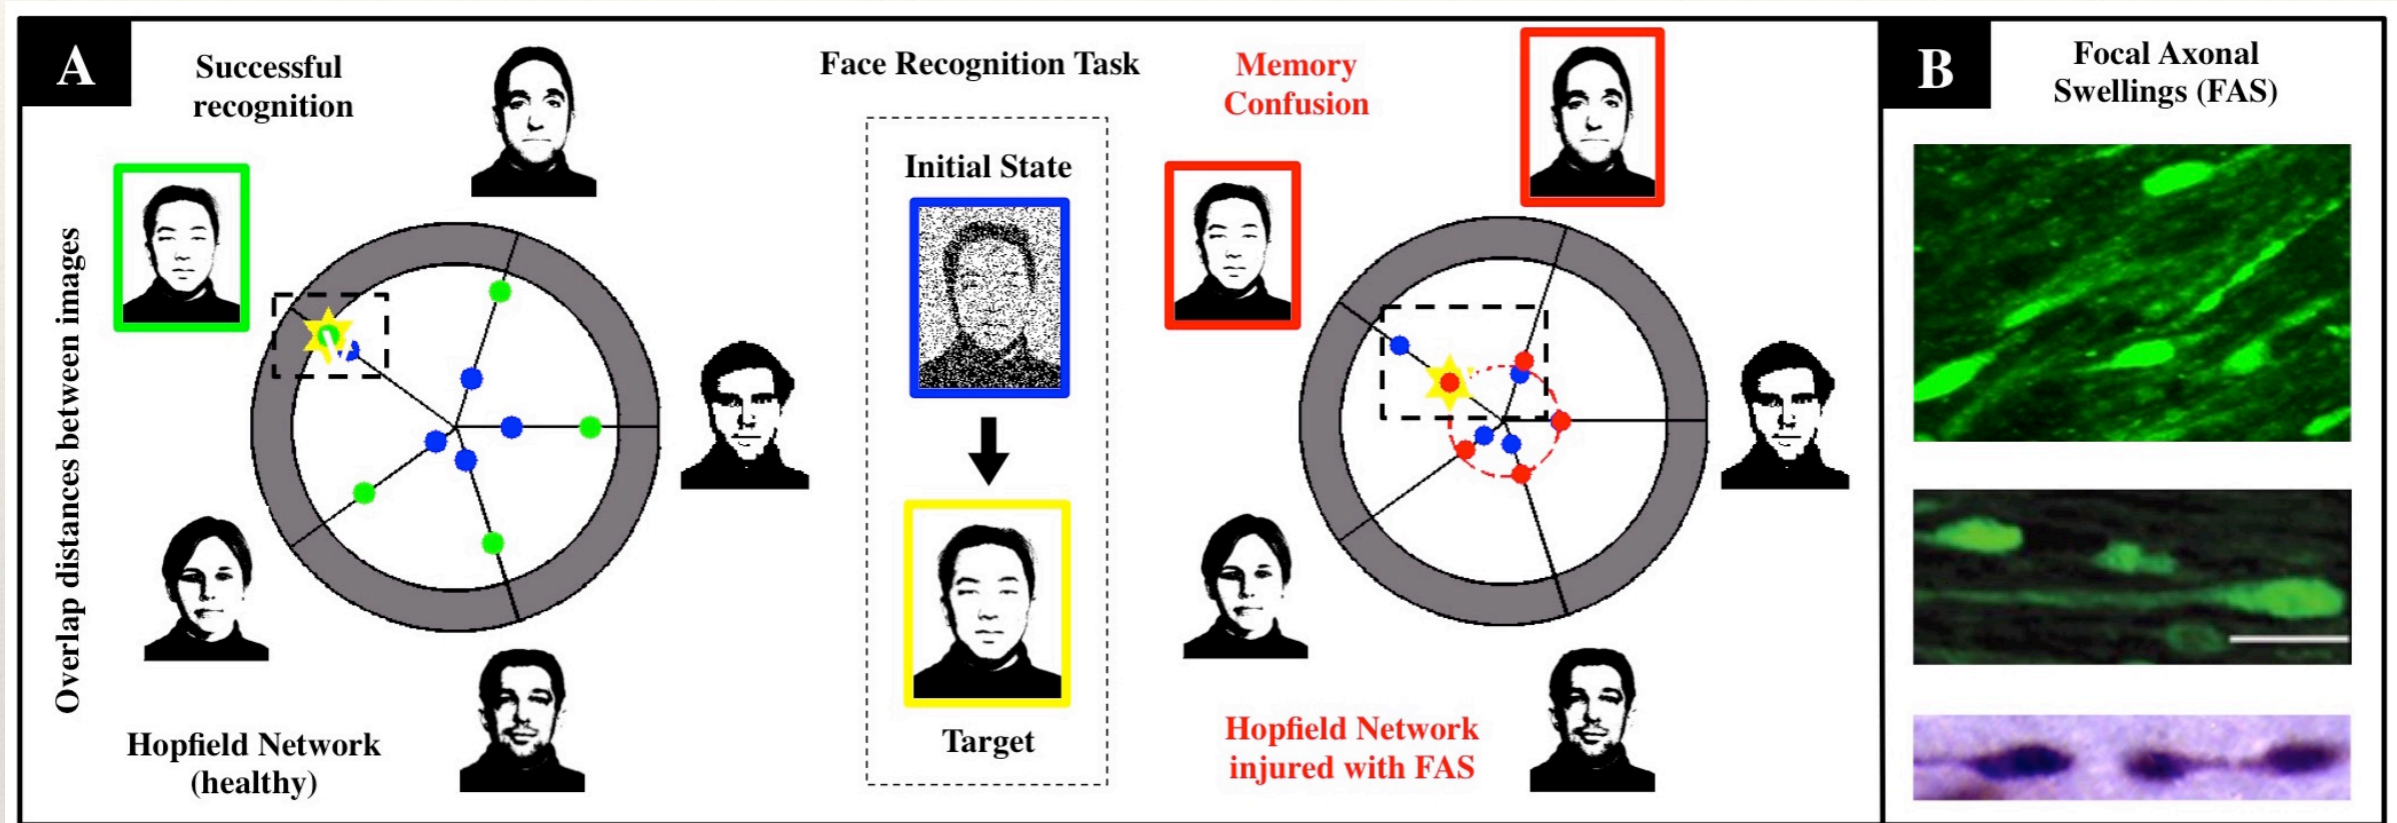 A
Successful
recognition
Overlap distances between images
Hopfield Network
(healthy)
Face Recognition Task
Initial State
Target
Memory
Confusion
Hopfield Network
injured with FAS
B
Focal Axonal
Swellings (FAS)